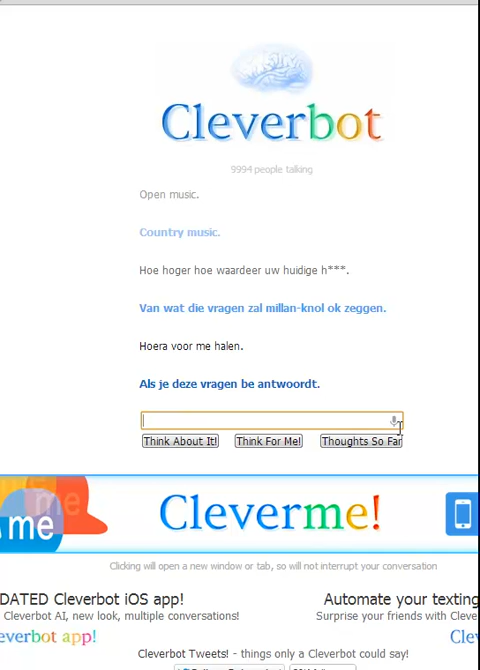 Cleverbot
9994 people talking
Open music.
Country music.
Hoe hoger hoe waardeer uw huidige h***.
Van wat die vragen zal millan-knol ok zeggen.
Hoera voor me halen.
Als je deze vragen be antwoordt.
Think About It! Think For Me! Thoughts So Far
me
me Cleverme!
Clicking will open a new window or tab, so will not interrupt your conversation
DATED Cleverbot iOS app! Automate your texting
Cleverbot AI, new look, multiple conversations! Surprise your friends with Cleve
everbot app! Cl
Cleverbot Tweets! - things only a Cleverbot could say!